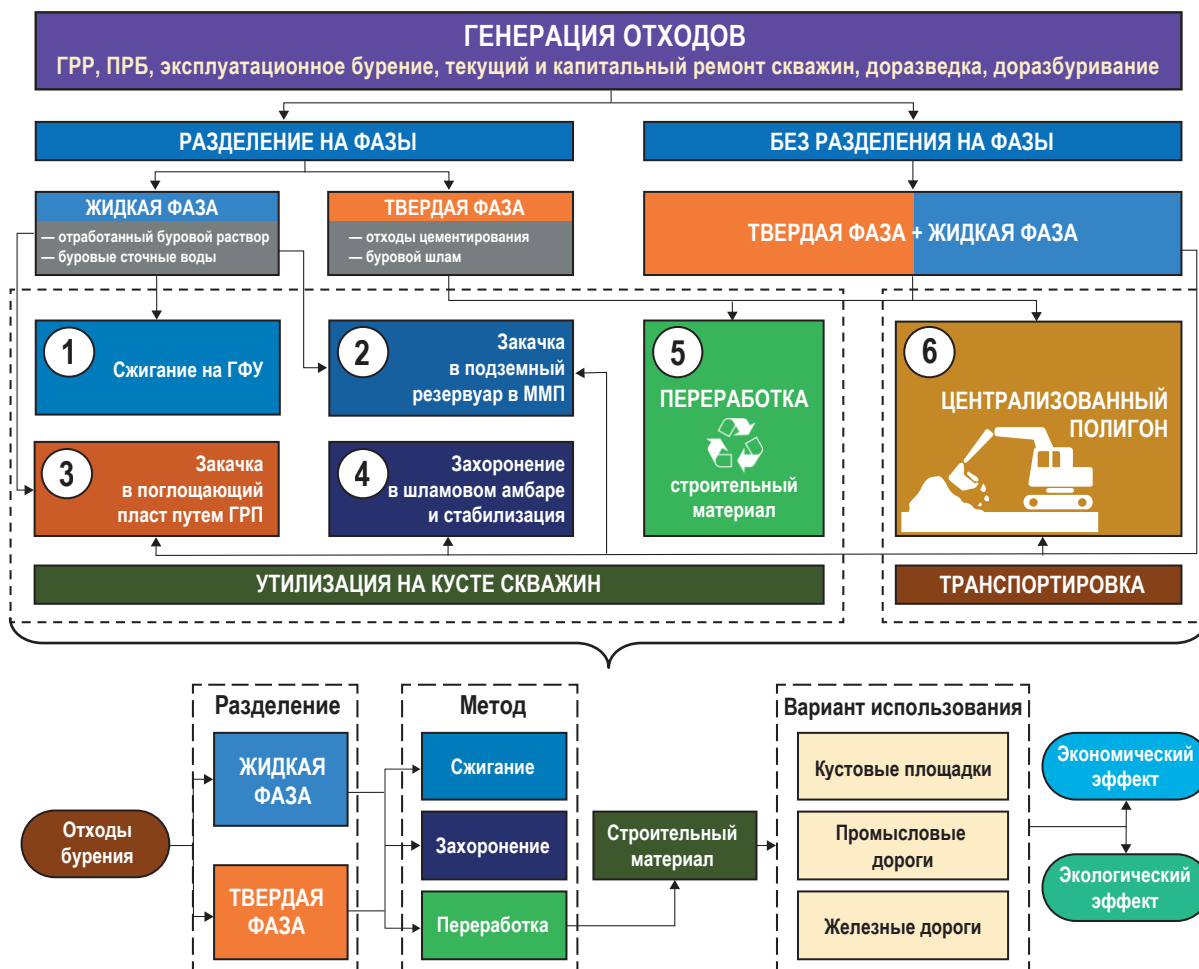 ГЕНЕРАЦИЯ ОТХОДОВ
ГРР, ПРБ, эксплуатационное бурение, текущий и капитальный ремонт скважин, доразведка, доразбуривание
РАЗДЕЛЕНИЕ НА ФАЗЫ
БЕЗ РАЗДЕЛЕНИЯ НА ФАЗЫ
ЖИДКАЯ ФАЗА
— отработанный буровой раствор
— буровые сточные воды
ТВЕРДАЯ ФАЗА
— отходы цементирования
— буровой шлам
ТВЕРДАЯ ФАЗА + ЖИДКАЯ ФАЗА
1
Сжигание на ГФУ
2
Закачка
в подземный
резервуар в ММП
3
Закачка
в поглощающий
пласт путем ГРП
4
Захоронение
в шламовом амбаре
и стабилизация
5
ПЕРЕРАБОТКА
строительный
материал
6
ЦЕНТРАЛИЗОВАННЫЙ
ПОЛИГОН
УТИЛИЗАЦИЯ НА КУСТЕ СКВАЖИН
ТРАНСПОРТИРОВКА
Отходы
бурения
Разделение
ЖИДКАЯ
ФАЗА
ТВЕРДАЯ
ФАЗА
Метод
Сжигание
Захоронение
Переработка
Строительный
материал
Вариант использования
Кустовые площадки
Промысловые
дороги
Железные дороги
Экономический
эффект
Экологический
эффект